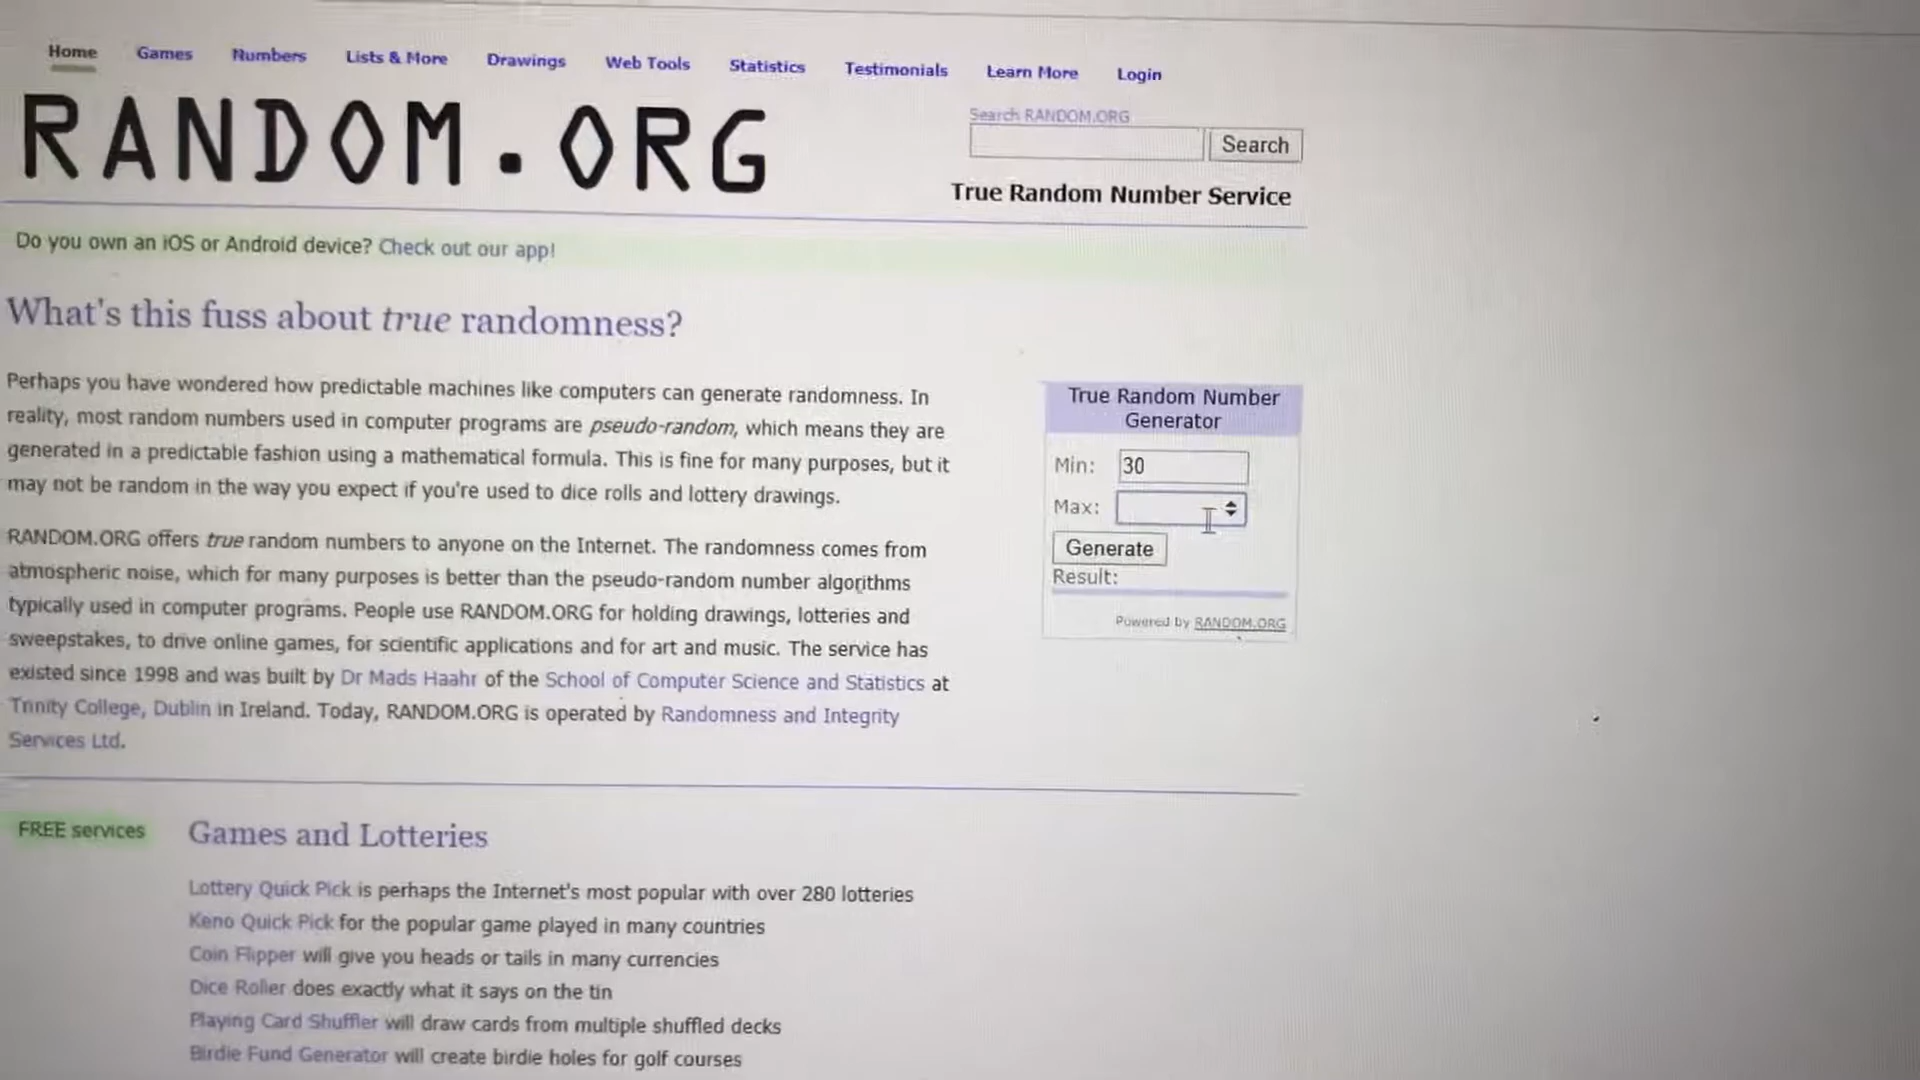 Home Games Numbers Lists & More Drawings Web Tools Statistics Testimonials Learn More Login
RANDOM.ORG
Search RANDOM.ORG
Search
True Random Number Service
Do you own an iOS or Android device? Check out our app!
What's this fuss about true randomness?
Perhaps you have wondered how predictable machines like computers can generate randomness. In
reality, most random numbers used in computer programs are pseudo-random, which means they are
generated in a predictable fashion using a mathematical formula. This is fine for many purposes, but it
may not be random in the way you expect if you're used to dice rolls and lottery drawings.
RANDOM.ORG offers true random numbers to anyone on the Internet. The randomness comes from
atmospheric noise, which for many purposes is better than the pseudo-random number algorithms
typically used in computer programs. People use RANDOM.ORG for holding drawings, lotteries and
sweepstakes, to drive online games, for scientific applications and for art and music. The service has
existed since 1998 and was built by Dr Mads Haahr of the School of Computer Science and Statistics at
Trinity College, Dublin in Ireland. Today, RANDOM.ORG is operated by Randomness and Integrity
Services Ltd.
True Random Number
Generator
Min: 30
Max:
Generate
Result:
Powered by RANDOM.ORG
FREE services
Games and Lotteries
Lottery Quick Pick is perhaps the Internet's most popular with over 280 lotteries
Keno Quick Pick for the popular game played in many countries
Coin Flipper will give you heads or tails in many currencies
Dice Roller does exactly what it says on the tin
Playing Card Shuffler will draw cards from multiple shuffled decks
Birdie Fund Generator will create birdie holes for golf courses